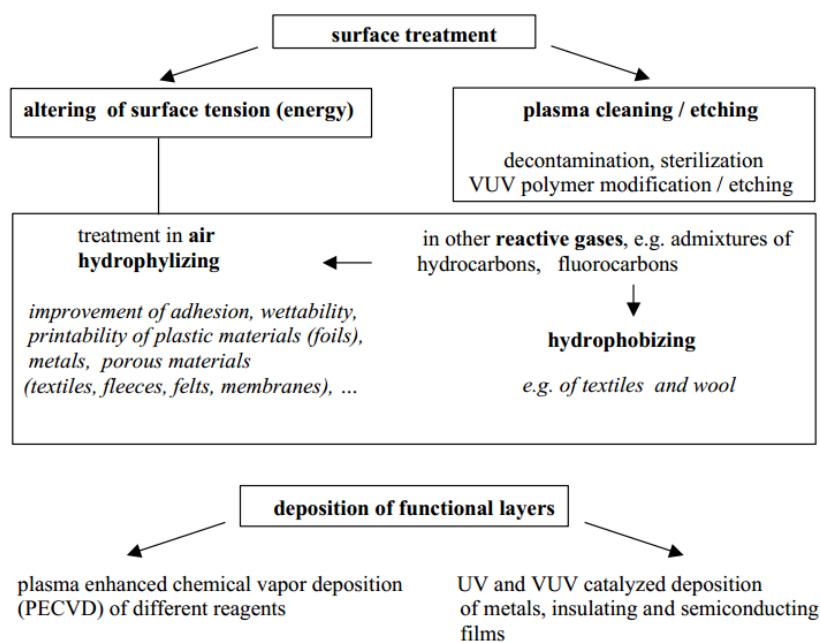 surface treatment
altering of surface tension (energy)
plasma cleaning / etching
decontamination, sterilization
VUV polymer modification / etching
treatment in air
hydrophylizing
improvement of adhesion, wettability,
printability of plastic materials (foils),
metals, porous materials
(textiles, fleeces, felts, membranes), ...
in other reactive gases, e.g. admixtures of
hydrocarbons, fluorocarbons
hydrophobizing
e.g. of textiles and wool
deposition of functional layers
plasma enhanced chemical vapor deposition
(PECVD) of different reagents
UV and VUV catalyzed deposition
of metals, insulating and semiconducting
films